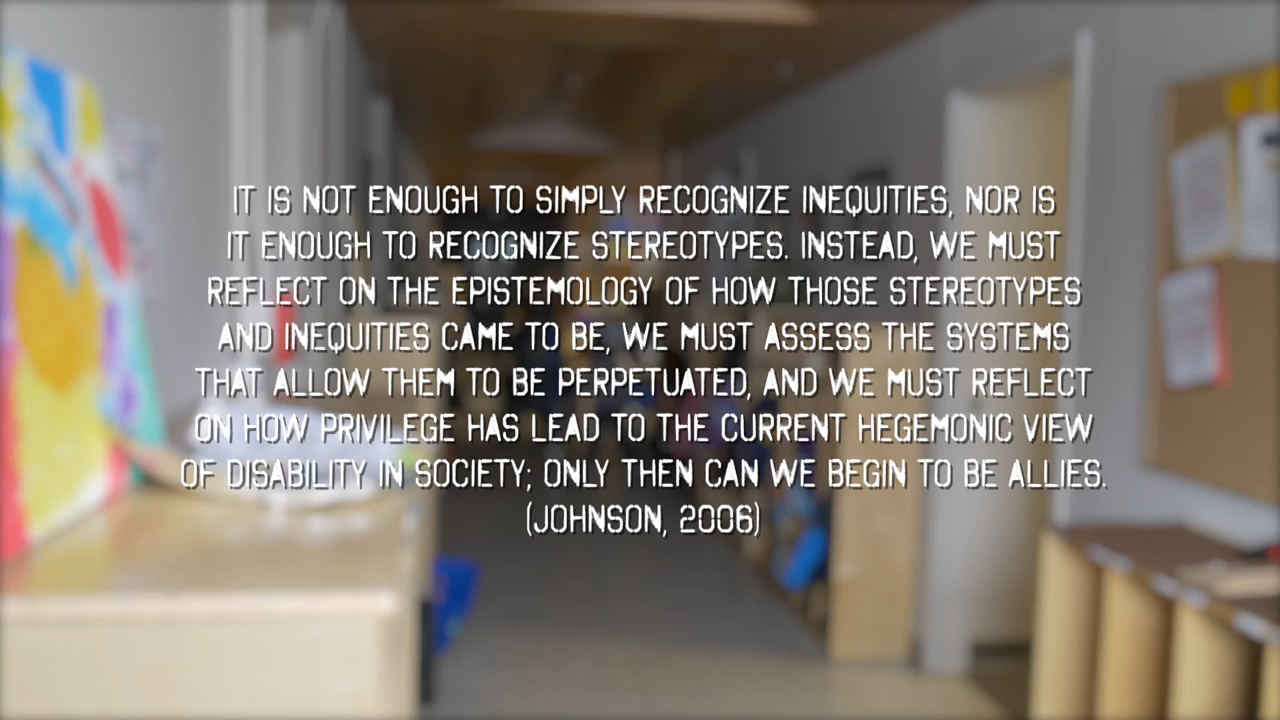 IT IS NOT ENOUGH TO SIMPLY RECOGNIZE INEQUITIES, NOR IS
IT ENOUGH TO RECOGNIZE STEREOTYPES. INSTEAD, WE MUST
REFLECT ON THE EPISTEMOLOGY OF HOW THOSE STEREOTYPES
AND INEQUITIES CAME TO BE, WE MUST ASSESS THE SYSTEMS
THAT ALLOW THEM TO BE PERPETUATED, AND WE MUST REFLECT
ON HOW PRIVILEGE HAS LEAD TO THE CURRENT HEGEMONIC VIEW
OF DISABILITY IN SOCIETY; ONLY THEN CAN WE BEGIN TO BE ALLIES.
(JOHNSON, 2006)